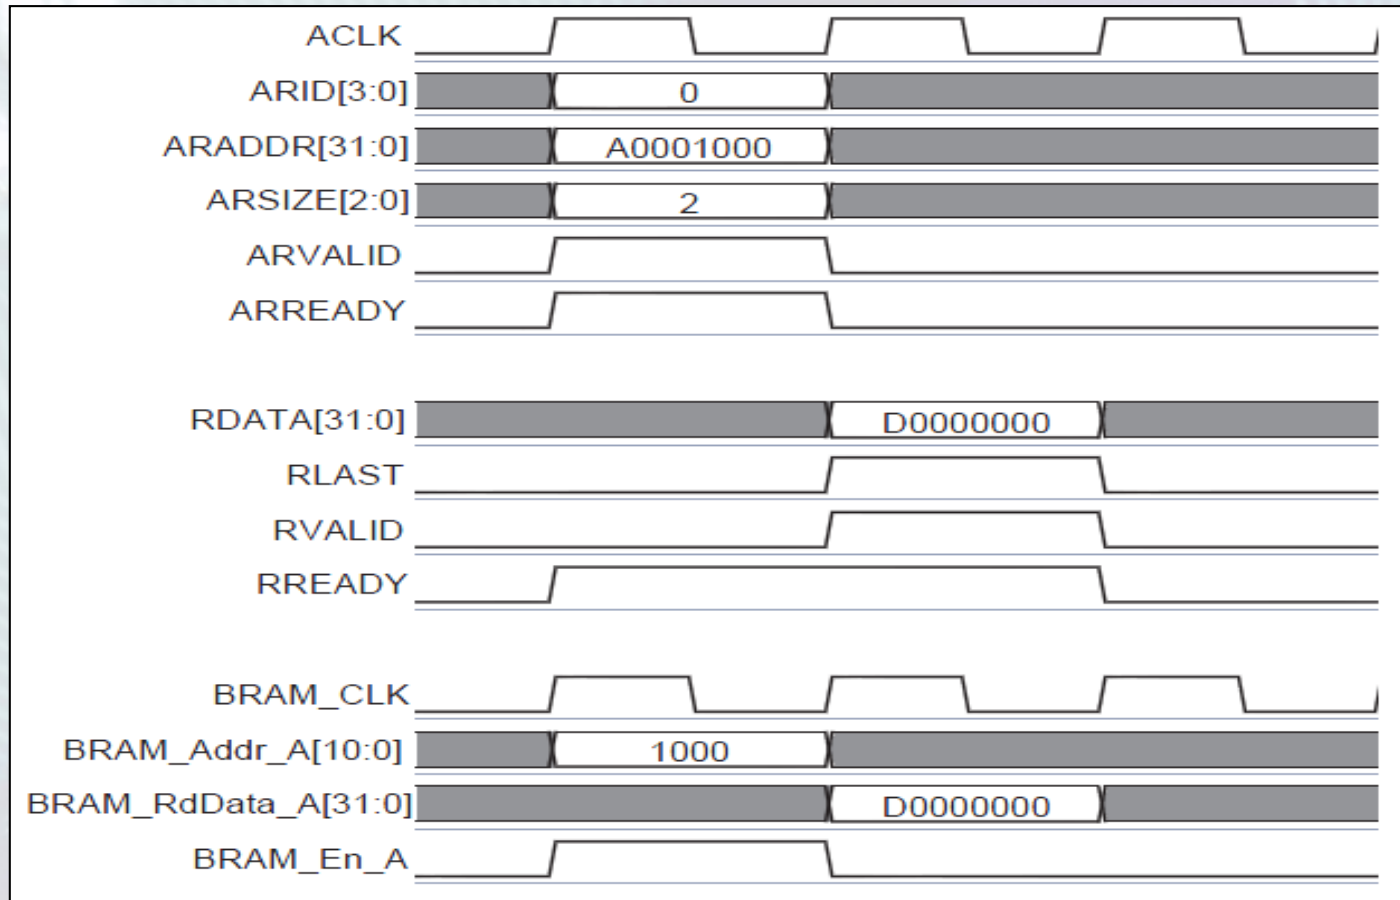 ACLK
ARID[3:0] 0
ARADDR[31:0] A0001000
ARSIZE[2:0] 2
ARVALID
ARREADY
RDATA[31:0] D0000000
RLAST
RVALID
RREADY
BRAM_CLK
BRAM_Addr_A[10:0] 1000
BRAM_RdData_A[31:0] D0000000
BRAM_En_A